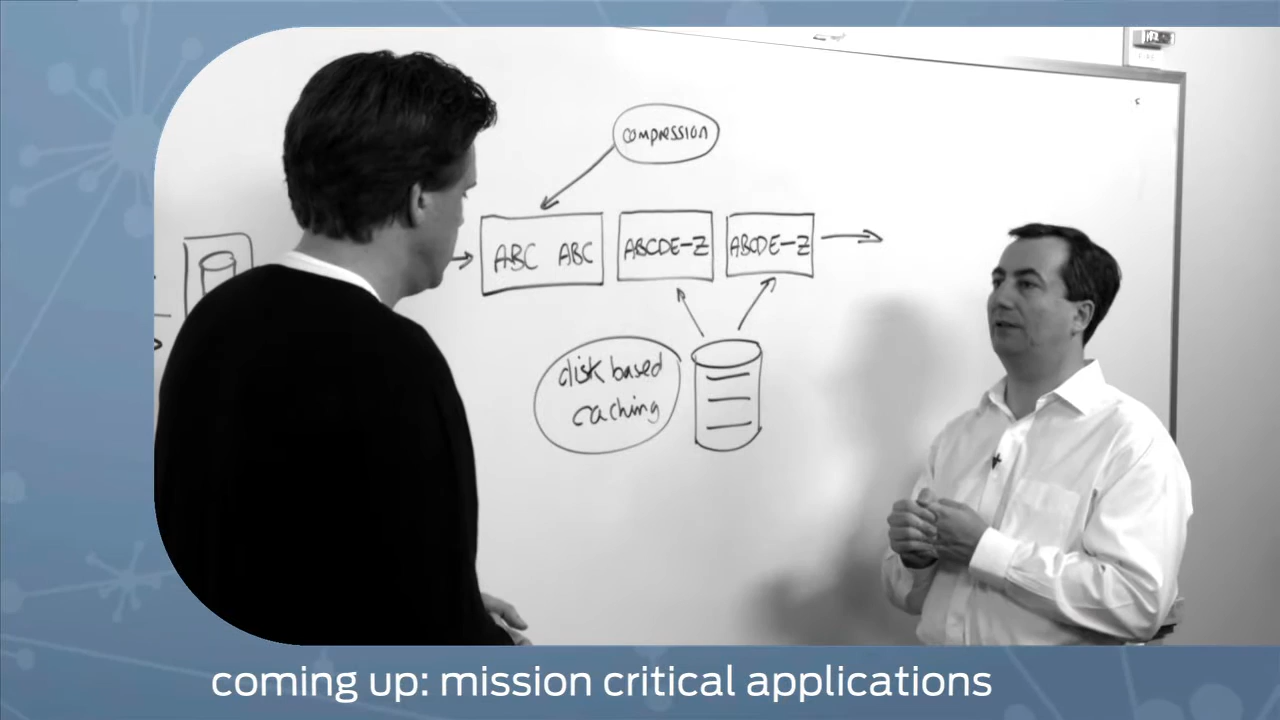 compression
ABC ABC
ABCDE-Z
ABCDE-Z
disk based
caching
coming up: mission critical applications